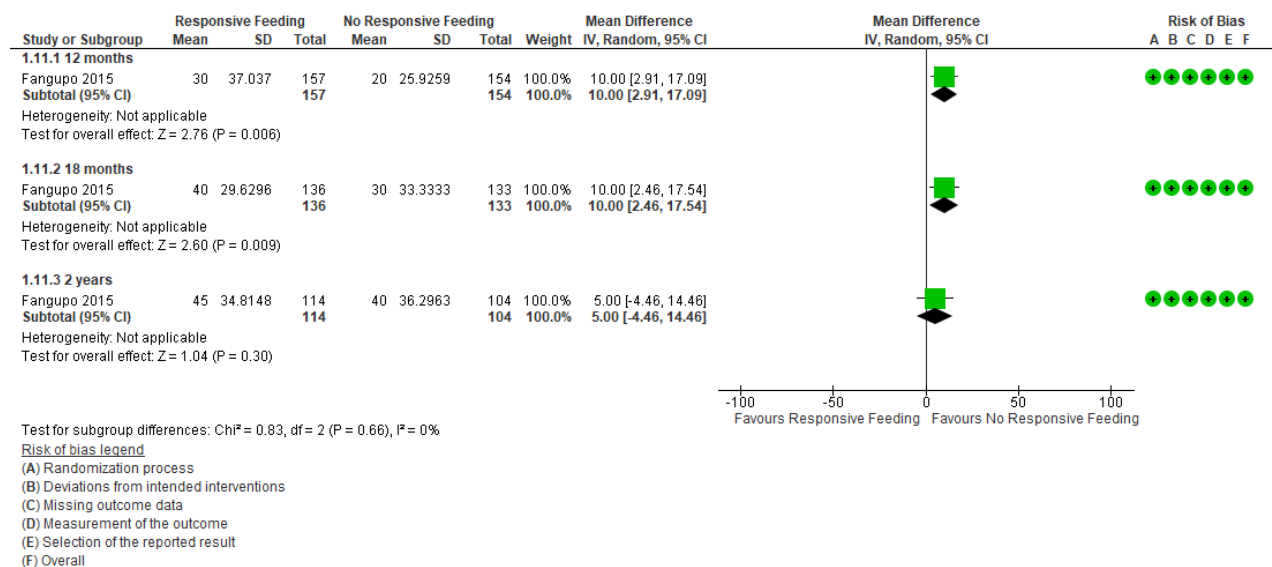 Responsive Feeding No Responsive Feeding Mean Difference Mean Difference Risk of Bias
Study or Subgroup Mean SD Total Mean SD Total Weight IV, Random, 95% CI IV, Random, 95% CI A B C D E F
1.11.1 12 months
Fangupo 2015 30 37.037 157 20 25.9259 154 100.0% 10.00 [2.91, 17.09] + + + + + +
Subtotal (95% CI) 157 154 100.0% 10.00 [2.91, 17.09]
Heterogeneity: Not applicable
Test for overall effect: Z = 2.76 (P = 0.006)
1.11.2 18 months
Fangupo 2015 40 29.6296 136 30 33.3333 133 100.0% 10.00 [2.46, 17.54] + + + + + +
Subtotal (95% CI) 136 133 100.0% 10.00 [2.46, 17.54]
Heterogeneity: Not applicable
Test for overall effect: Z = 2.60 (P = 0.009)
1.11.3 2 years
Fangupo 2015 45 34.8148 114 40 36.2963 104 100.0% 5.00 [-4.46, 14.46] + + + + + +
Subtotal (95% CI) 114 104 100.0% 5.00 [-4.46, 14.46]
Heterogeneity: Not applicable
Test for overall effect: Z = 1.04 (P = 0.30)
-100 -50 0 50 100
Favours Responsive Feeding Favours No Responsive Feeding
Test for subgroup differences: Chi² = 0.83, df = 2 (P = 0.66), I² = 0%
Risk of bias legend
(A) Randomization process
(B) Deviations from intended interventions
(C) Missing outcome data
(D) Measurement of the outcome
(E) Selection of the reported result
(F) Overall